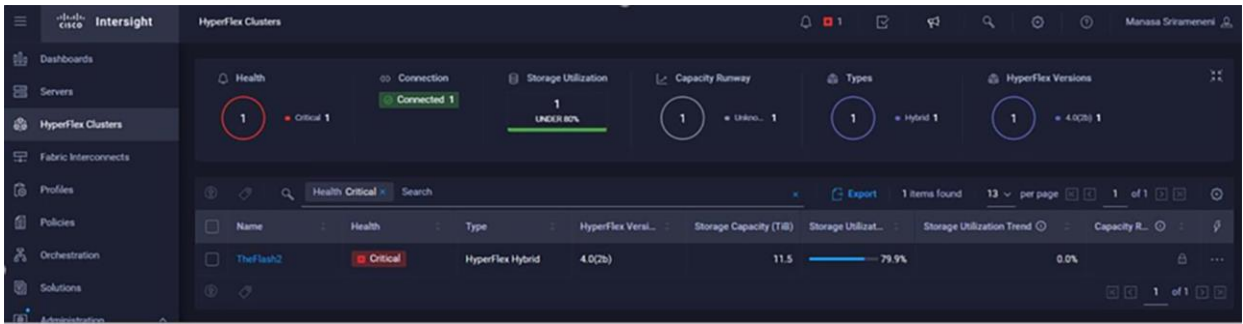 cisco Intersight
HyperFlex Clusters
1
Manasa Srirameneni
Dashboards
Servers
HyperFlex Clusters
Fabric Interconnects
Profiles
Policies
Orchestration
Solutions
Administration
Health
1
Critical 1
Connection
Connected 1
Storage Utilization
1
UNDER 80%
Capacity Runway
1
Unkno... 1
Types
1
Hybrid 1
HyperFlex Versions
1
4.0(2b) 1
Health Critical × Search × Export 1 items found 13 per page 1 of 1
Name Health Type HyperFlex Versi... Storage Capacity (TiB) Storage Utilizat... Storage Utilization Trend Capacity R...
TheFlash2 Critical HyperFlex Hybrid 4.0(2b) 11.5 79.9% 0.0% ...
1 of 1